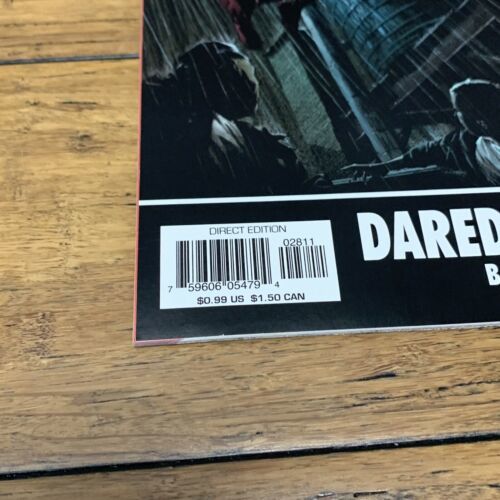 DIRECT EDITION
02811
7 59606 05479 4
$0.99 US $1.50 CAN
DARED
B